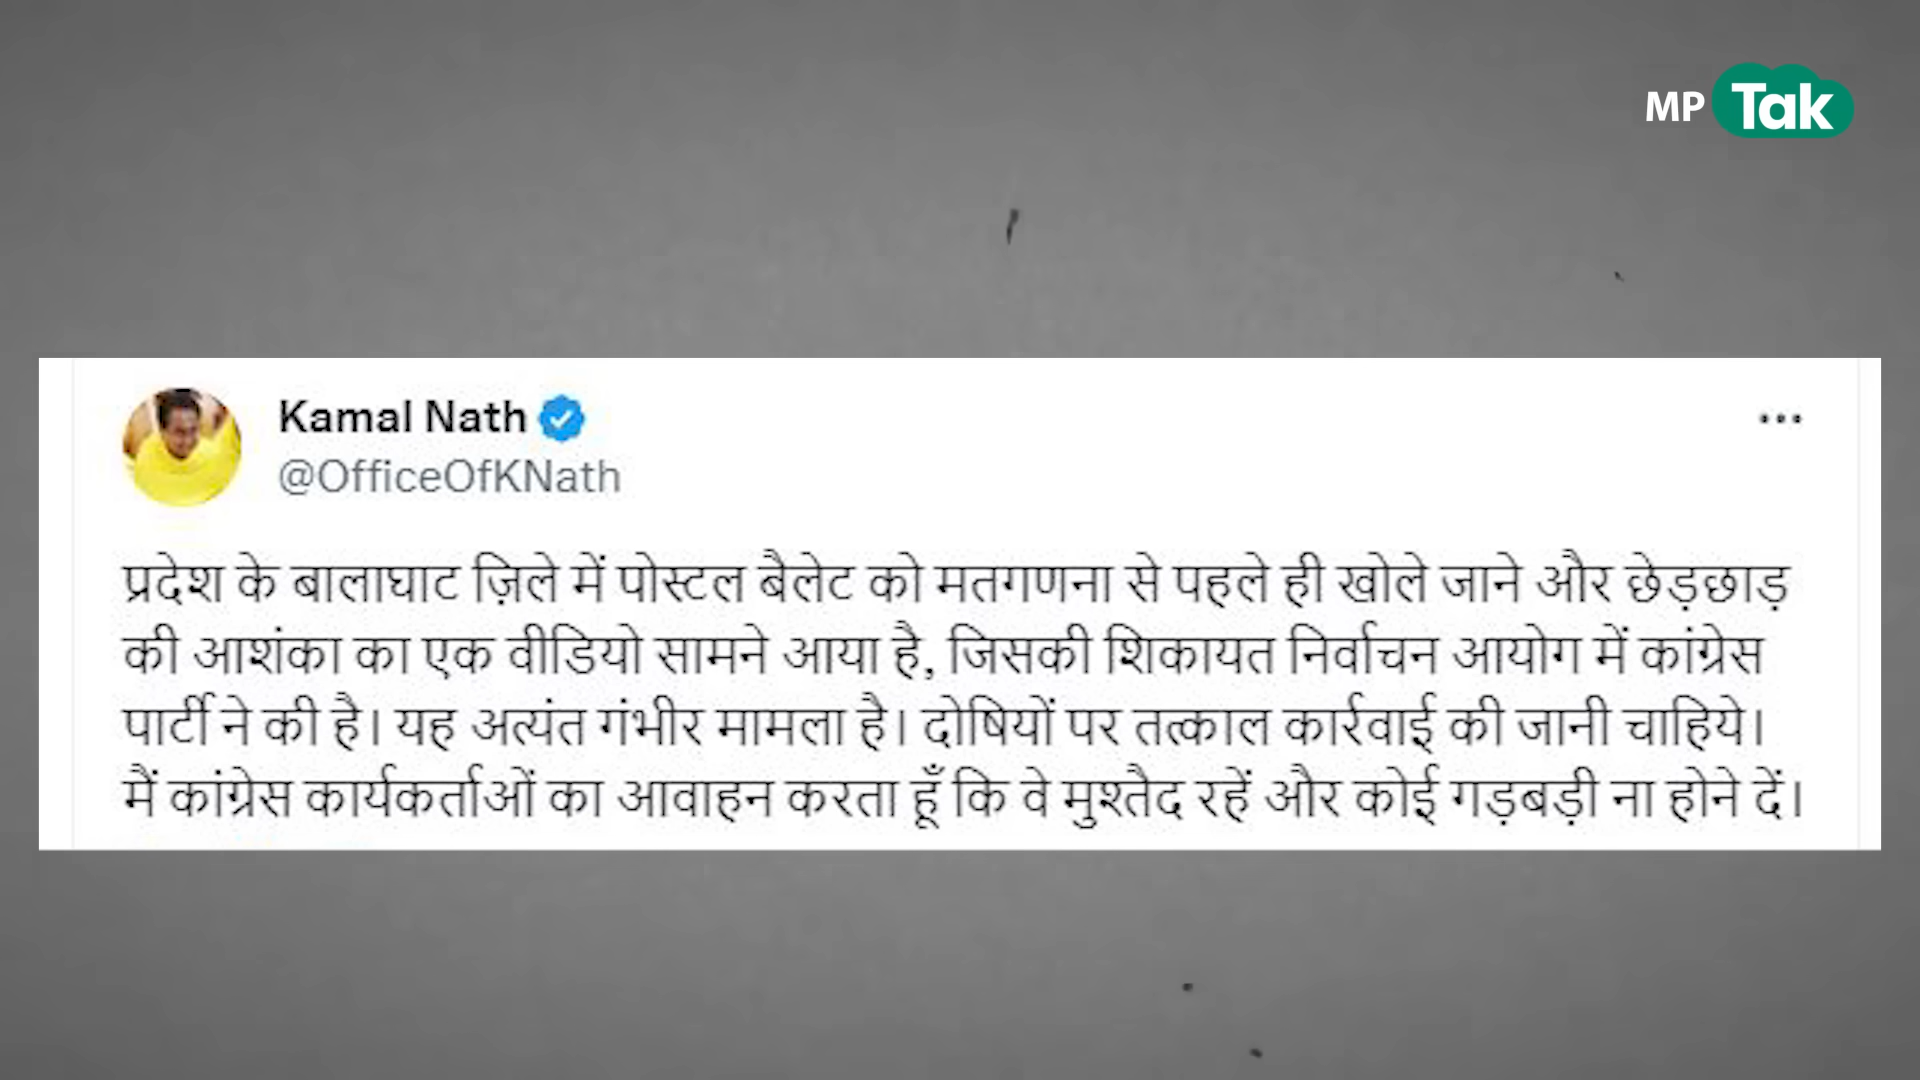 MP Tak
Kamal Nath
@OfficeOfKNath
प्रदेश के बालाघाट ज़िले में पोस्टल बैलेट को मतगणना से पहले ही खोले जाने और छेड़छाड़
की आशंका का एक वीडियो सामने आया है, जिसकी शिकायत निर्वाचन आयोग में कांग्रेस
पार्टी ने की है। यह अत्यंत गंभीर मामला है। दोषियों पर तत्काल कार्रवाई की जानी चाहिये।
मैं कांग्रेस कार्यकर्ताओं का आवाहन करता हूँ कि वे मुश्तैद रहें और कोई गड़बड़ी ना होने दें।